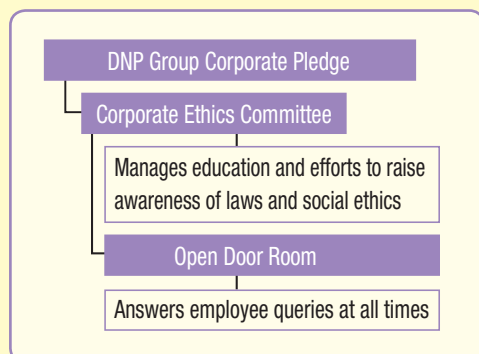 DNP Group Corporate Pledge
Corporate Ethics Committee
Manages education and efforts to raise
awareness of laws and social ethics
Open Door Room
Answers employee queries at all times